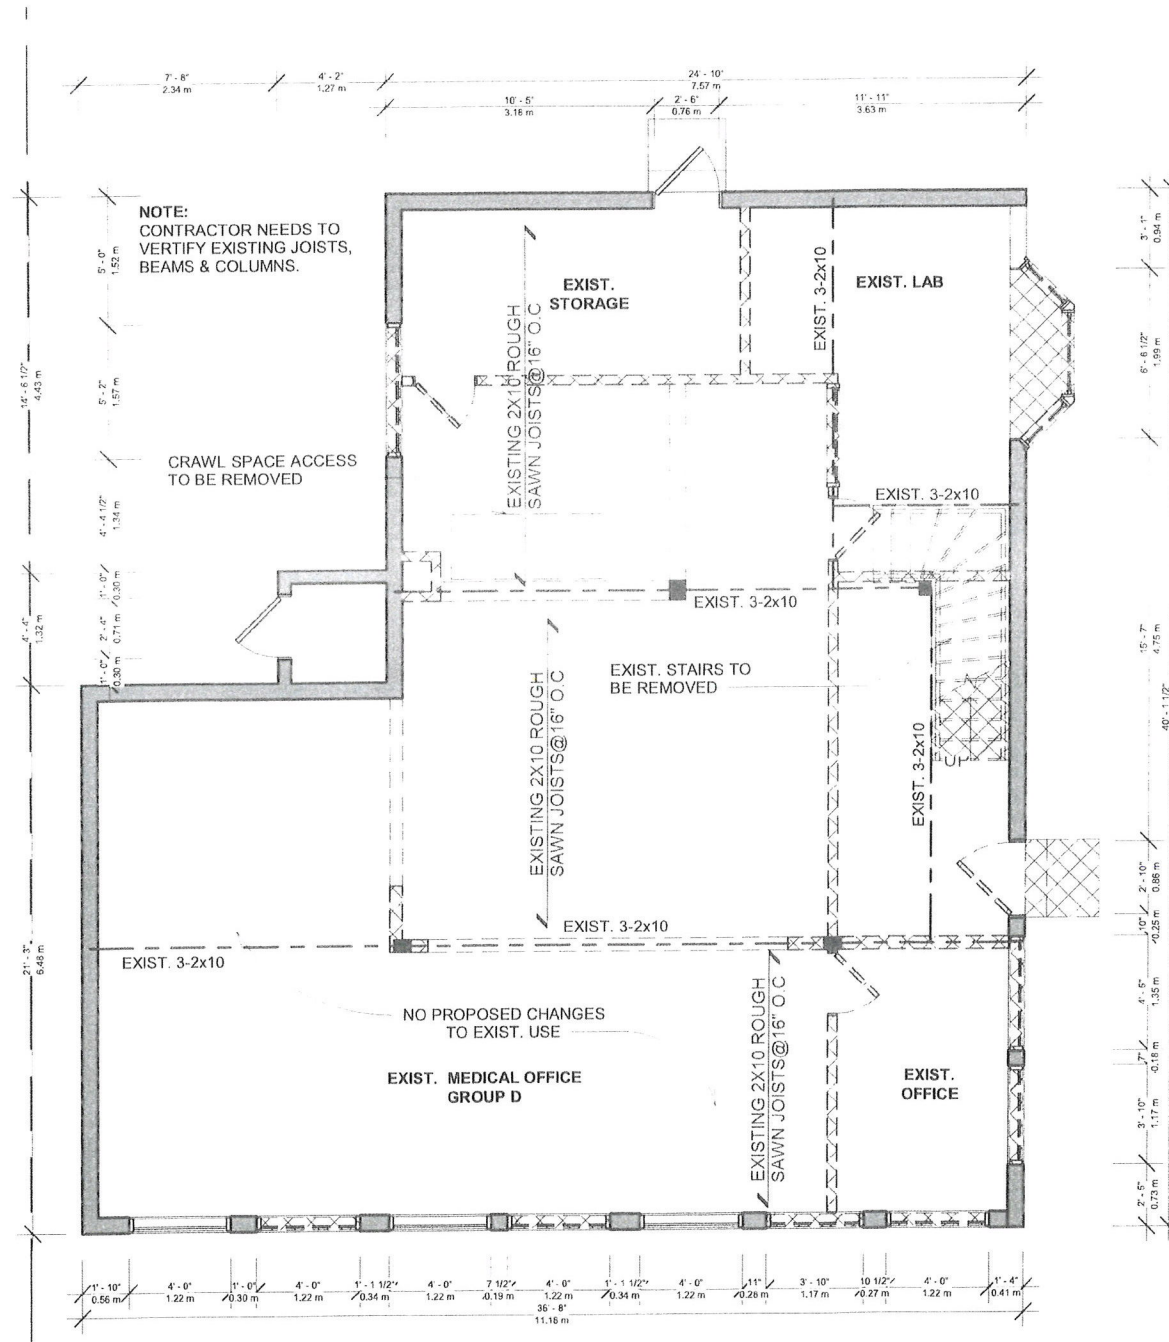 7' - 8"
2.34 m
4' - 2"
1.27 m
24' - 10"
7.57 m
10' - 5"
3.18 m
2' - 6"
0.76 m
11' - 11"
3.63 m
NOTE:
CONTRACTOR NEEDS TO
VERTIFY EXISTING JOISTS,
BEAMS & COLUMNS.
EXIST.
STORAGE
EXIST. LAB
EXIST. 3-2x10
EXISTING 2X10 ROUGH
SAWN JOISTS@16" O.C
CRAWL SPACE ACCESS
TO BE REMOVED
EXIST. 3-2x10
EXIST. 3-2x10
EXIST. STAIRS TO
BE REMOVED
EXISTING 2X10 ROUGH
SAWN JOISTS@16" O.C
EXIST. 3-2x10
UP
EXIST. 3-2x10
EXIST. 3-2x10
NO PROPOSED CHANGES
TO EXIST. USE
EXIST. MEDICAL OFFICE
GROUP D
EXISTING 2X10 ROUGH
SAWN JOISTS@16" O.C
EXIST.
OFFICE
14' - 6 1/2"
4.43 m
4' - 4"
1.32 m
21' - 3"
6.48 m
5' - 0"
1.52 m
5' - 2"
1.57 m
4' - 4 1/2"
1.34 m
1' - 0"
0.30 m
2' - 4"
0.71 m
1' - 0"
0.30 m
3' - 1"
0.94 m
6' - 6 1/2"
1.99 m
15' - 7"
4.75 m
40' - 1 1/2"
2' - 10"
0.86 m
10"
0.25 m
4' - 5"
1.35 m
7"
0.18 m
3' - 10"
1.17 m
2' - 5"
0.73 m
1' - 10"
0.56 m
4' - 0"
1.22 m
1' - 0"
0.30 m
4' - 0"
1.22 m
1' - 1 1/2"
0.34 m
4' - 0"
1.22 m
7 1/2"
0.19 m
4' - 0"
1.22 m
1' - 1 1/2"
0.34 m
4' - 0"
1.22 m
11"
0.28 m
3' - 10"
1.17 m
10 1/2"
0.27 m
4' - 0"
1.22 m
1' - 4"
0.41 m
36' - 8"
11.18 m